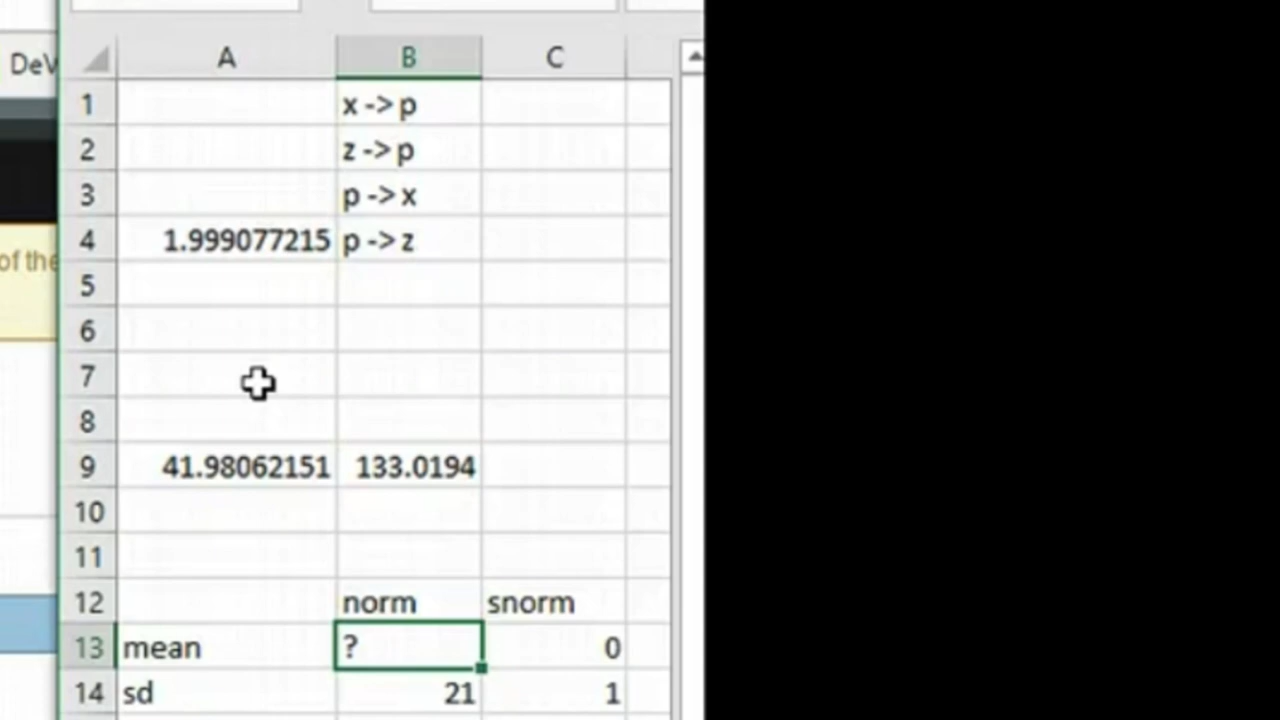 DeV
A B C
1 x -> p
2 z -> p
3 p -> x
4 1.999077215 p -> z
of the
5
6
7
8
9 41.98062151 133.0194
10
11
12 norm snorm
13 mean ? 0
14 sd 21 1